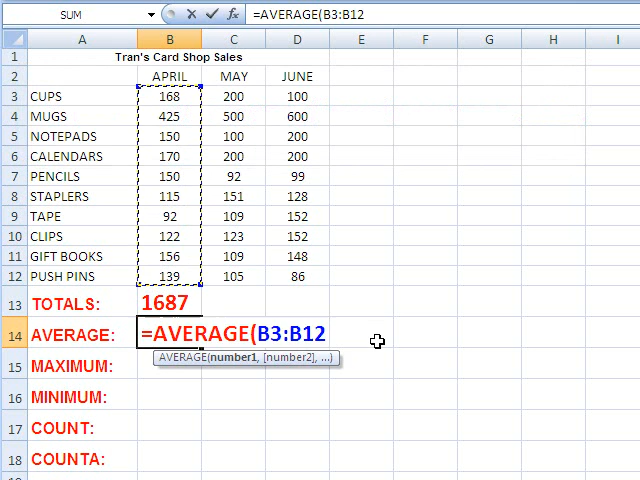 SUM =AVERAGE(B3:B12
A B C D E F G H I
1 Tran's Card Shop Sales
2 APRIL MAY JUNE
3 CUPS 168 200 100
4 MUGS 425 500 600
5 NOTEPADS 150 100 200
6 CALENDARS 170 200 200
7 PENCILS 150 92 99
8 STAPLERS 115 151 128
9 TAPE 92 109 152
10 CLIPS 122 123 152
11 GIFT BOOKS 156 109 148
12 PUSH PINS 139 105 86
13 TOTALS: 1687
14 AVERAGE: =AVERAGE(B3:B12
AVERAGE(number1, [number2], ...)
15 MAXIMUM:
16 MINIMUM:
17 COUNT:
18 COUNTA: